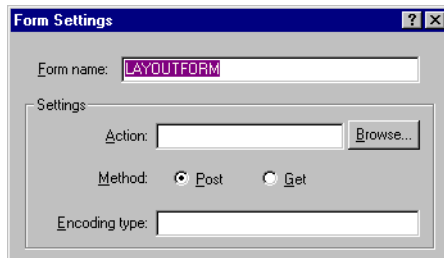 Form Settings
Form name: LAYOUTFORM
Settings
Action: Browse...
Method: Post Get
Encoding type: